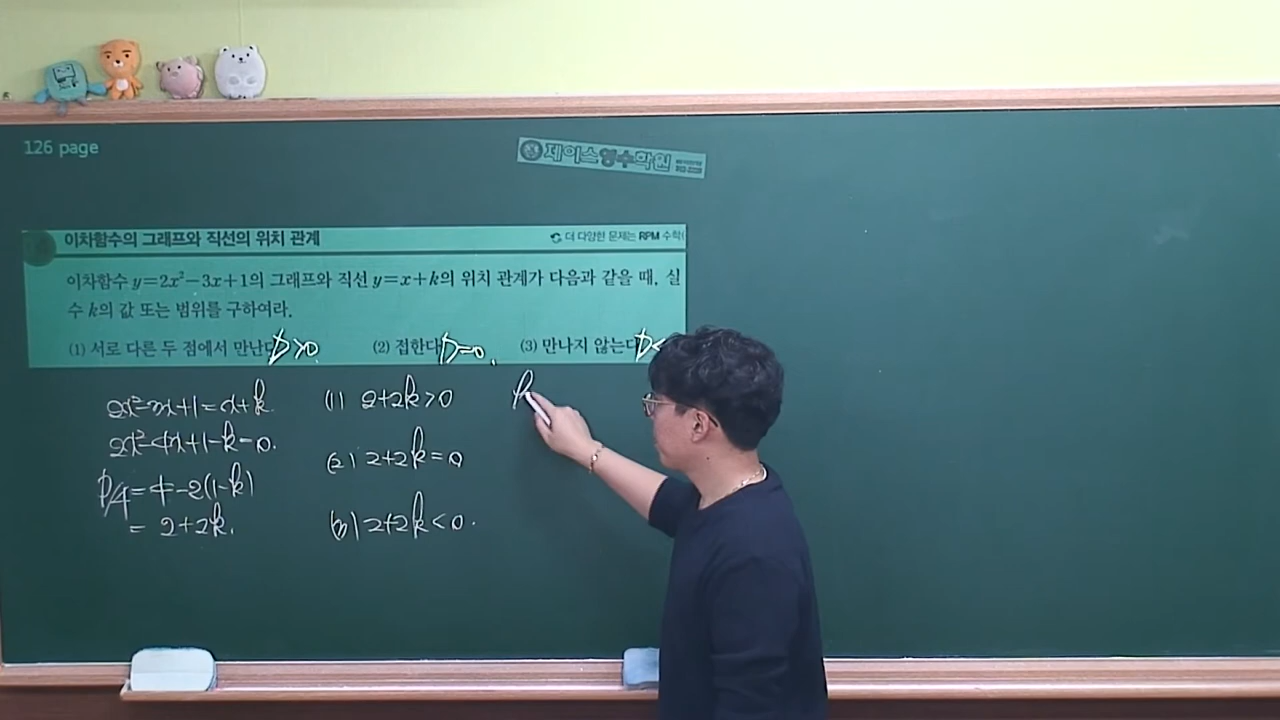 126 page
제이스영수학원
이차함수의 그래프와 직선의 위치 관계
더 다양한 문제는 RPM 수학(
이차함수 y=2x²-3x+1의 그래프와 직선 y=x+k의 위치 관계가 다음과 같을 때, 실
수 k의 값 또는 범위를 구하여라.
(1) 서로 다른 두 점에서 만난다 D>0 (2) 접한다 D=0. (3) 만나지 않는다 D<
2x²-3x+1=x+k
2x²-4x+1-k=0.
D/4=4-2(1-k)
=2+2k.
(1) 2+2k>0
(2) 2+2k=0
(3) 2+2k<0.
k